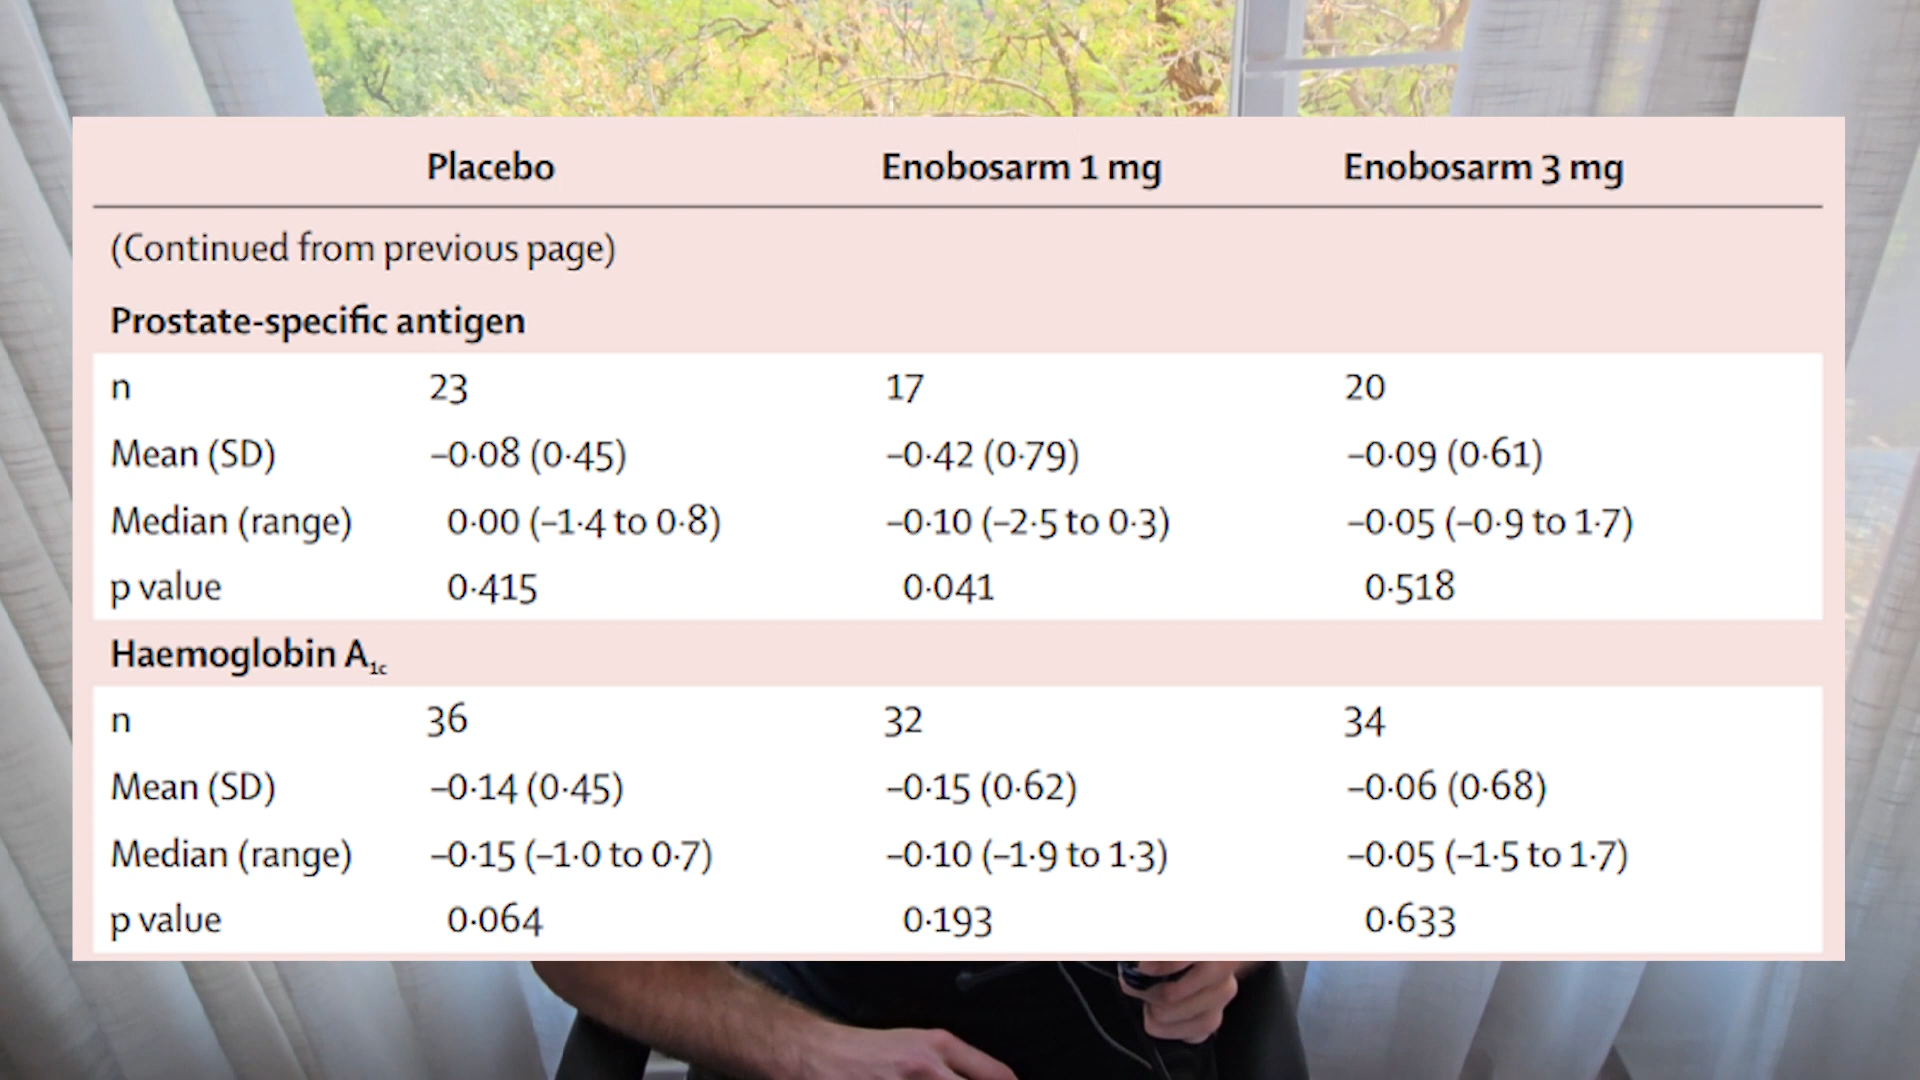 Placebo Enobosarm 1 mg Enobosarm 3 mg
(Continued from previous page)
Prostate-specific antigen
n 23 17 20
Mean (SD) –0·08 (0·45) –0·42 (0·79) –0·09 (0·61)
Median (range) 0·00 (–1·4 to 0·8) –0·10 (–2·5 to 0·3) –0·05 (–0·9 to 1·7)
p value 0·415 0·041 0·518
Haemoglobin A1c
n 36 32 34
Mean (SD) –0·14 (0·45) –0·15 (0·62) –0·06 (0·68)
Median (range) –0·15 (–1·0 to 0·7) –0·10 (–1·9 to 1·3) –0·05 (–1·5 to 1·7)
p value 0·064 0·193 0·633